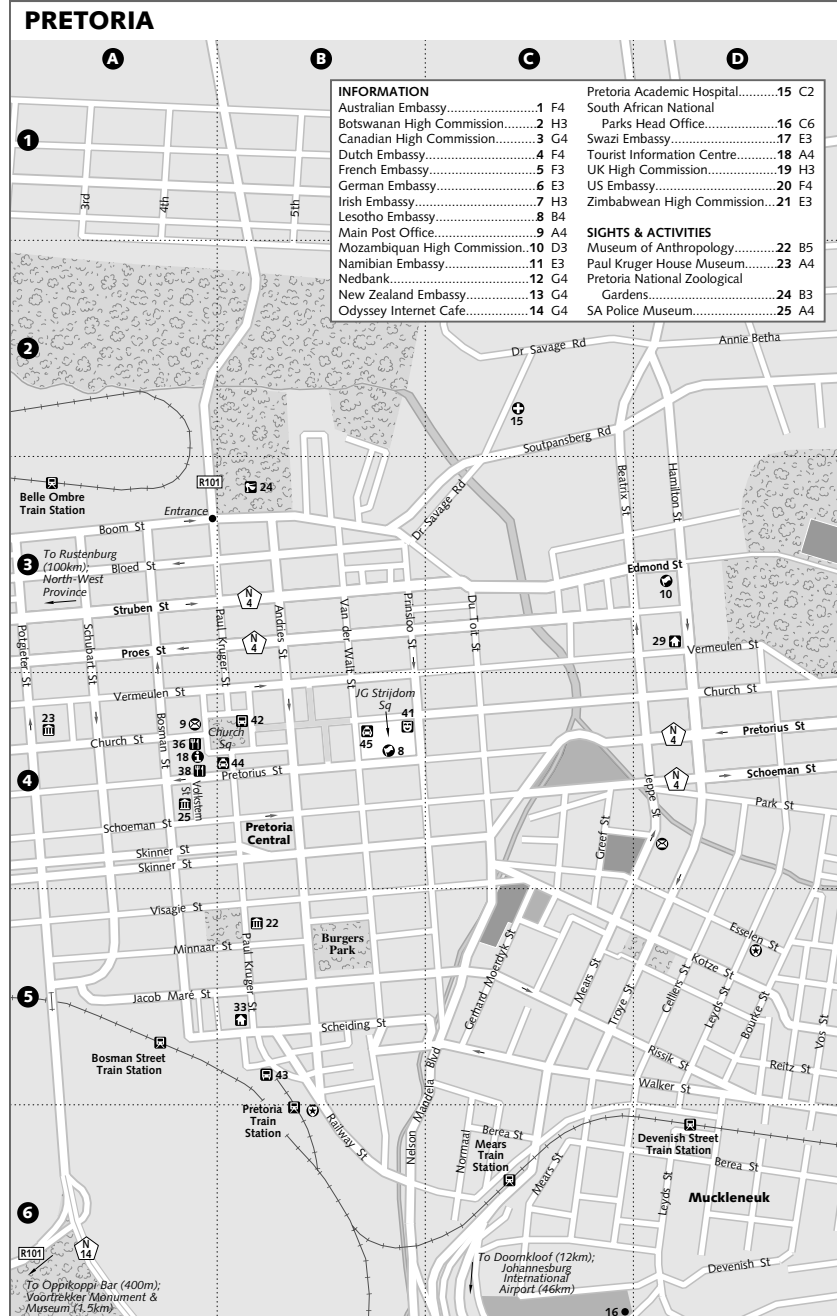 PRETORIA
A
B
C
D
1
2
3
4
5
6
INFORMATION
Australian Embassy..............................1 F4
Botswanan High Commission........2 H3
Canadian High Commission...........3 G4
Dutch Embassy.....................................4 F4
French Embassy...................................5 F3
German Embassy.................................6 E3
Irish Embassy........................................7 H3
Lesotho Embassy.................................8 B4
Main Post Office..................................9 A4
Mozambiquan High Commission..10 D3
Namibian Embassy............................11 E3
Nedbank..............................................12 G4
New Zealand Embassy.....................13 G4
Odyssey Internet Cafe.....................14 G4
Pretoria Academic Hospital..........15 C2
South African National
Parks Head Office.........................16 C6
Swazi Embassy..................................17 E3
Tourist Information Centre............18 A4
UK High Commission......................19 H3
US Embassy.......................................20 F4
Zimbabwean High Commission....21 E3
SIGHTS & ACTIVITIES
Museum of Anthropology..............22 B5
Paul Kruger House Museum..........23 A4
Pretoria National Zoological
Gardens...........................................24 B3
SA Police Museum............................25 A4
3rd
4th
5th
Dr Savage Rd
Annie Betha
15
Soutpansberg Rd
Beatrix St
Hamilton St
R101
24
Belle Ombre
Train Station
Entrance
Boom St
Dr Savage Rd
To Rustenburg
(100km);
North-West
Province
Bloed St
Edmond St
10
Struben St
N
4
Potgieter St
Schubart St
Paul Kruger St
Andries St
Van der Walt St
Prinsloo St
Du Toit St
Proes St
N
4
29
Vermeulen St
Vermeulen St
Church St
JG Strijdom
Sq
41
23
9
42
Church
Sq
Bosman St
Church St
36
18
44
45
8
38
Pretorius St
Volkstem
St
25
Pretorius St
N
4
Schoeman St
N
4
Jeppe St
Park St
Greef St
Schoeman St
Pretoria
Central
Skinner St
Skinner St
Visagie St
22
Minnaar St
Burgers
Park
Paul Kruger St
Gerhard Moerdyk St
Esselen St
Kotze St
Mears St
Troye St
Celliers St
Leyds St
Bourke St
Vos St
Jacob Maré St
33
Scheiding St
Bosman Street
Train Station
43
Rissik St
Reitz St
Walker St
Pretoria
Train
Station
Railway St
Nelson Mandela Blvd
Normaal
Berea St
Mears
Train
Station
Mears St
Devenish Street
Train Station
Berea St
Leyds St
Muckleneuk
R101
N
14
To Oppikoppi Bar (400m);
Voortrekker Monument &
Museum (1.5km)
To Doornkloof (12km);
Johannesburg
International
Airport (46km)
Devenish St
16